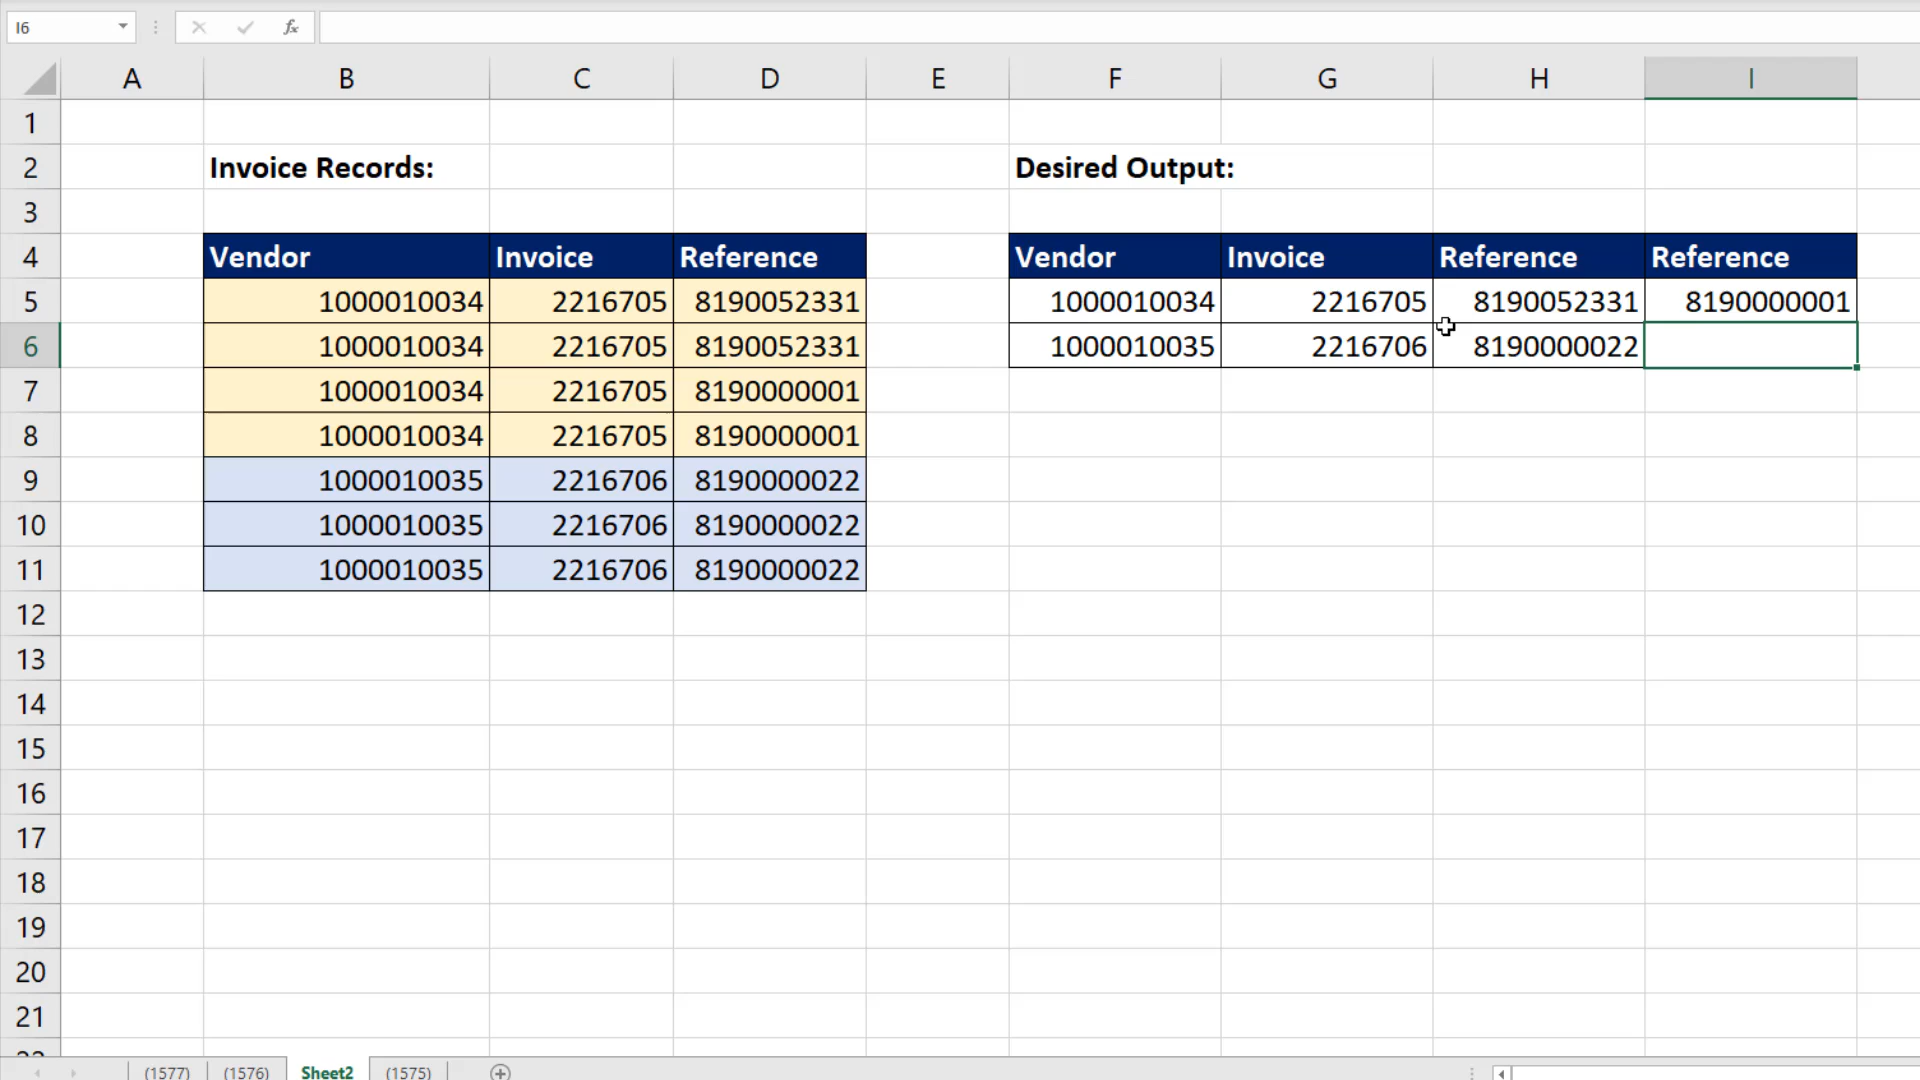 I6 fx
A B C D E F G H I
1
2 Invoice Records: Desired Output:
3
4 Vendor Invoice Reference Vendor Invoice Reference Reference
5 1000010034 2216705 8190052331 1000010034 2216705 8190052331 8190000001
6 1000010034 2216705 8190052331 1000010035 2216706 8190000022
7 1000010034 2216705 8190000001
8 1000010034 2216705 8190000001
9 1000010035 2216706 8190000022
10 1000010035 2216706 8190000022
11 1000010035 2216706 8190000022
12
13
14
15
16
17
18
19
20
21
22
(1577) (1576) Sheet2 (1575)